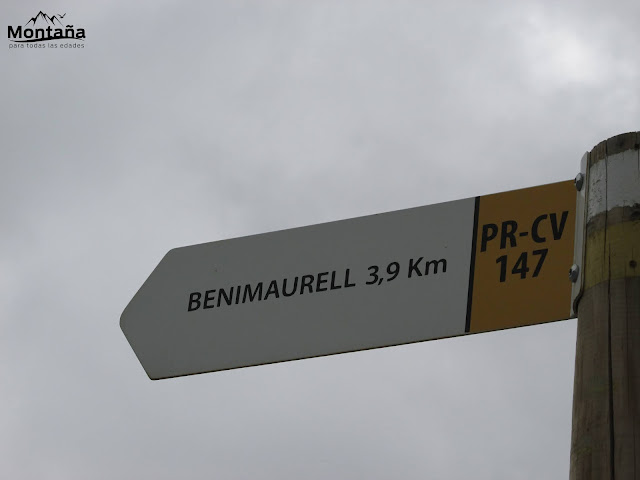 Montaña
para todas las edades
BENIMAURELL 3,9 Km
PR-CV
147